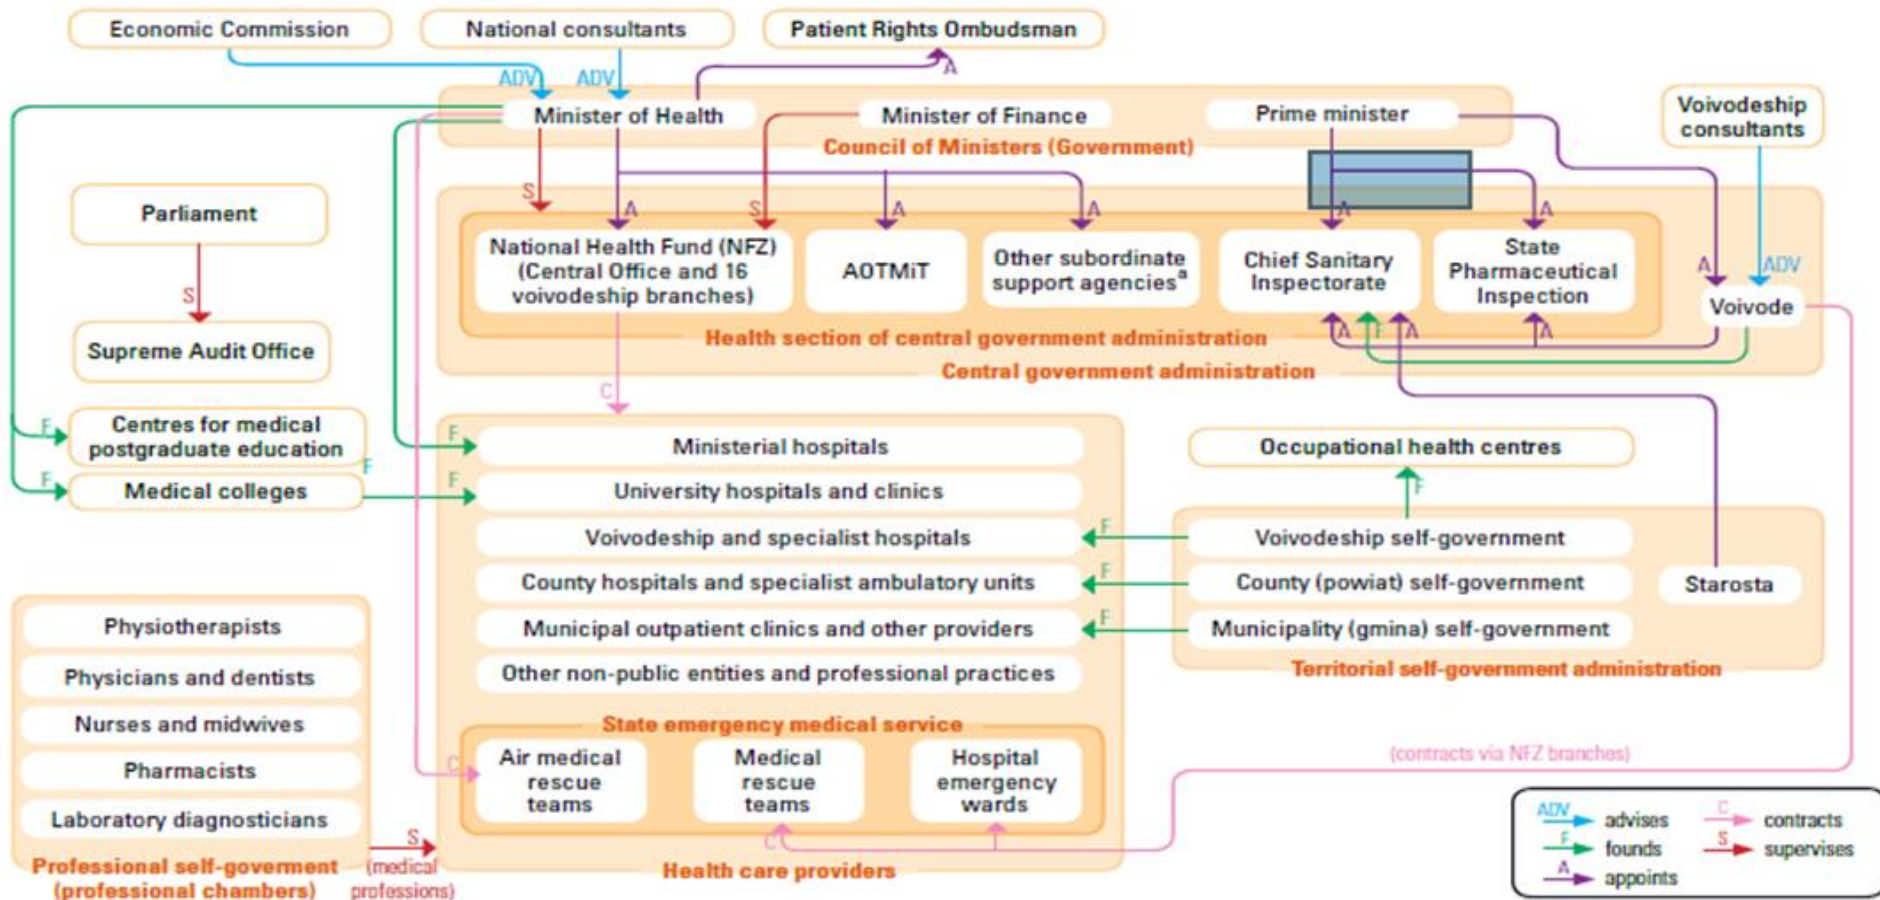 Economic Commission
National consultants
Patient Rights Ombudsman
ADV
ADV
A
Minister of Health
Minister of Finance
Prime minister
Council of Ministers (Government)
Voivodeship
consultants
Parliament
S
Supreme Audit Office
S
A
S
A
A
A
A
A
ADV
National Health Fund (NFZ)
(Central Office and 16
voivodeship branches)
AOTMiT
Other subordinate
support agenciesª
Chief Sanitary
Inspectorate
State
Pharmaceutical
Inspection
Voivode
A
F
A
A
Health section of central government administration
Central government administration
C
F
Centres for medical
postgraduate education
F
F
Medical colleges
F
Ministerial hospitals
F
University hospitals and clinics
Voivodeship and specialist hospitals
County hospitals and specialist ambulatory units
Municipal outpatient clinics and other providers
Other non-public entities and professional practices
Occupational health centres
F
F
Voivodeship self-government
F
County (powiat) self-government
F
Municipality (gmina) self-government
Starosta
Territorial self-government administration
Physiotherapists
Physicians and dentists
Nurses and midwives
Pharmacists
Laboratory diagnosticians
Professional self-goverment
(professional chambers)
S
(medical
professions)
State emergency medical service
C
Air medical
rescue
teams
Medical
rescue
teams
Hospital
emergency
wards
C
Health care providers
(contracts via NFZ branches)
ADV advises
C contracts
F founds
S supervises
A appoints